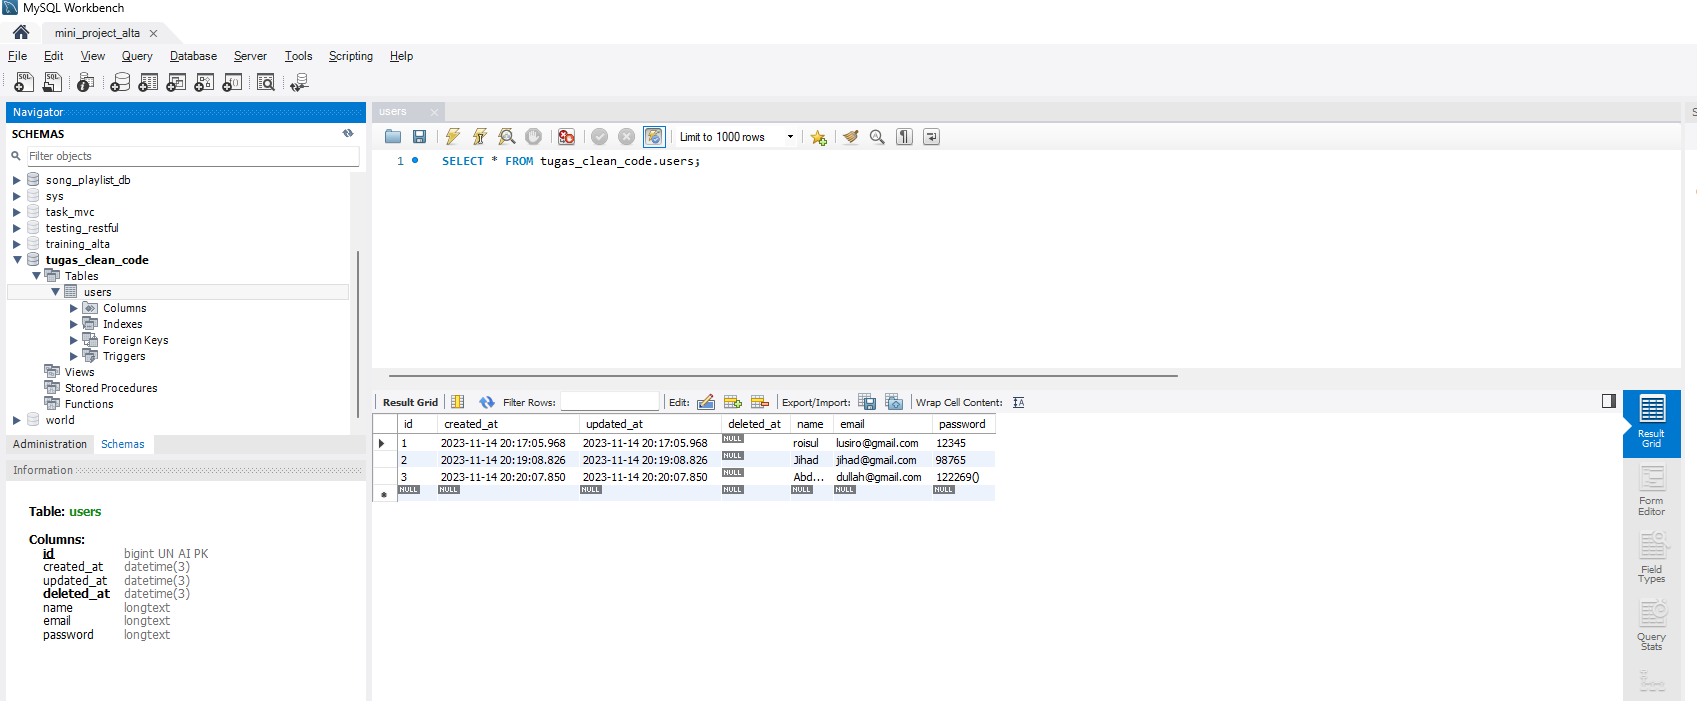 MySQL Workbench
mini_project_alta
File Edit View Query Database Server Tools Scripting Help
Navigator
SCHEMAS
Filter objects
song_playlist_db
sys
task_mvc
testing_restful
training_alta
tugas_clean_code
Tables
users
Columns
Indexes
Foreign Keys
Triggers
Views
Stored Procedures
Functions
world
Administration Schemas
Information
Table: users
Columns:
id bigint UN AI PK
created_at datetime(3)
updated_at datetime(3)
deleted_at datetime(3)
name longtext
email longtext
password longtext
users
Limit to 1000 rows
1 SELECT * FROM tugas_clean_code.users;
Result Grid Filter Rows: Edit: Export/Import: Wrap Cell Content:
id created_at updated_at deleted_at name email password
1 2023-11-14 20:17:05.968 2023-11-14 20:17:05.968 NULL roisul lusiro@gmail.com 12345
2 2023-11-14 20:19:08.826 2023-11-14 20:19:08.826 NULL Jihad jihad@gmail.com 98765
3 2023-11-14 20:20:07.850 2023-11-14 20:20:07.850 NULL Abd... dullah@gmail.com 122269()
NULL NULL NULL NULL NULL NULL NULL
Result
Grid
Form
Editor
Field
Types
Query
Stats